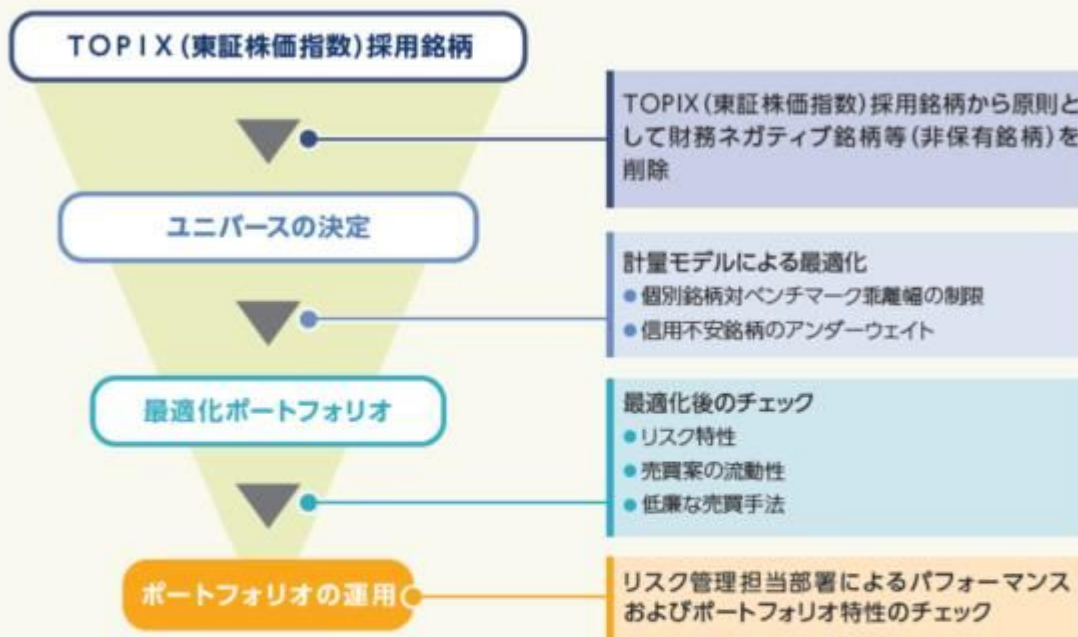 TOPIX(東証株価指数)採用銘柄
TOPIX(東証株価指数)採用銘柄から原則と
して財務ネガティブ銘柄等(非保有銘柄)を
削除
ユニバースの決定
計量モデルによる最適化
●個別銘柄対ベンチマーク乖離幅の制限
●信用不安銘柄のアンダーウェイト
最適化ポートフォリオ
最適化後のチェック
●リスク特性
●売買案の流動性
●低廉な売買手法
ポートフォリオの運用
リスク管理担当部署によるパフォーマンス
およびポートフォリオ特性のチェック